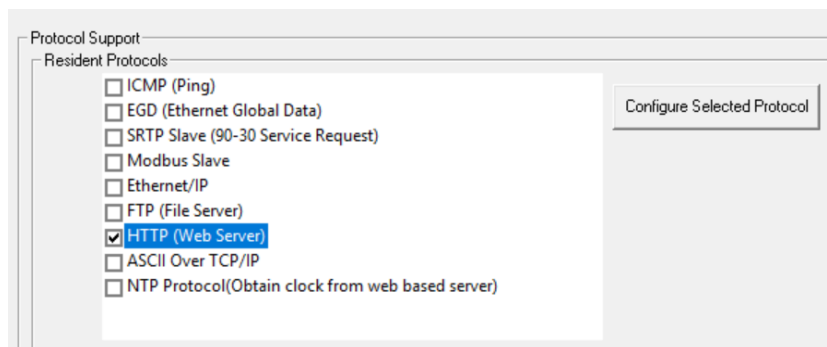 Protocol Support
Resident Protocols
ICMP (Ping)
EGD (Ethernet Global Data)
SRTP Slave (90-30 Service Request)
Modbus Slave
Ethernet/IP
FTP (File Server)
HTTP (Web Server)
ASCII Over TCP/IP
NTP Protocol(Obtain clock from web based server)
Configure Selected Protocol